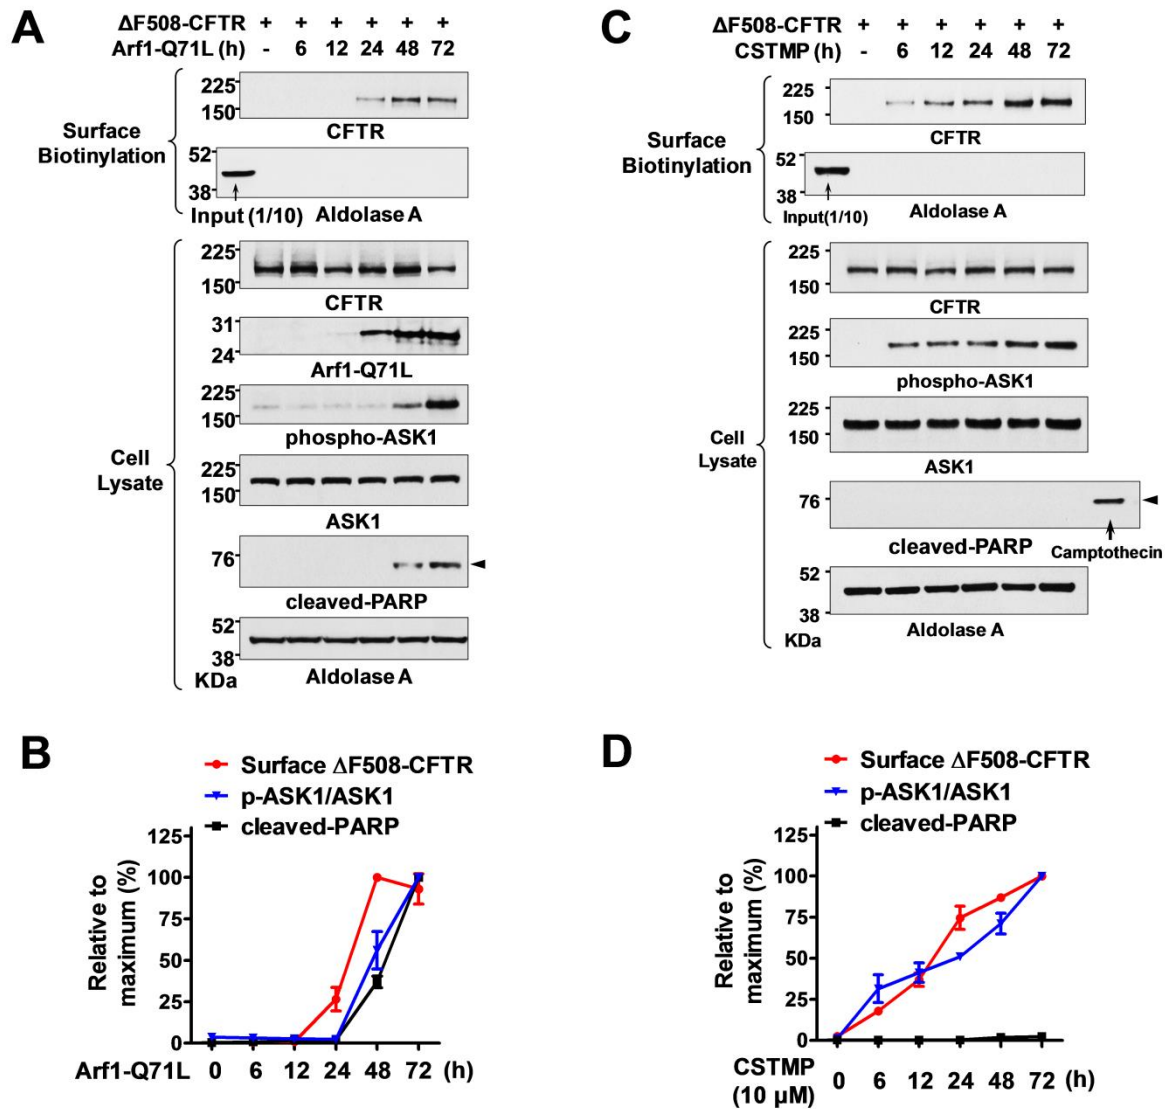 A
ΔF508-CFTR + + + + + +
Arf1-Q71L (h) - 6 12 24 48 72
Surface
Biotinylation
225
150
CFTR
52
38
Input (1/10)
Aldolase A
Cell
Lysate
225
150
CFTR
31
24
Arf1-Q71L
225
150
phospho-ASK1
225
150
ASK1
76
cleaved-PARP
52
38
KDa
Aldolase A
C
ΔF508-CFTR + + + + + +
CSTMP (h) - 6 12 24 48 72
Surface
Biotinylation
225
150
CFTR
52
38
Input(1/10)
Aldolase A
Cell
Lysate
225
150
CFTR
225
150
phospho-ASK1
225
150
ASK1
76
cleaved-PARP
Camptothecin
52
38
KDa
Aldolase A
B
Surface ΔF508-CFTR
p-ASK1/ASK1
cleaved-PARP
Relative to
maximum (%)
125
100
75
50
25
0
Arf1-Q71L 0 6 12 24 48 72 (h)
D
Surface ΔF508-CFTR
p-ASK1/ASK1
cleaved-PARP
Relative to
maximum (%)
125
100
75
50
25
0
CSTMP 0 6 12 24 48 72 (h)
(10 μM)